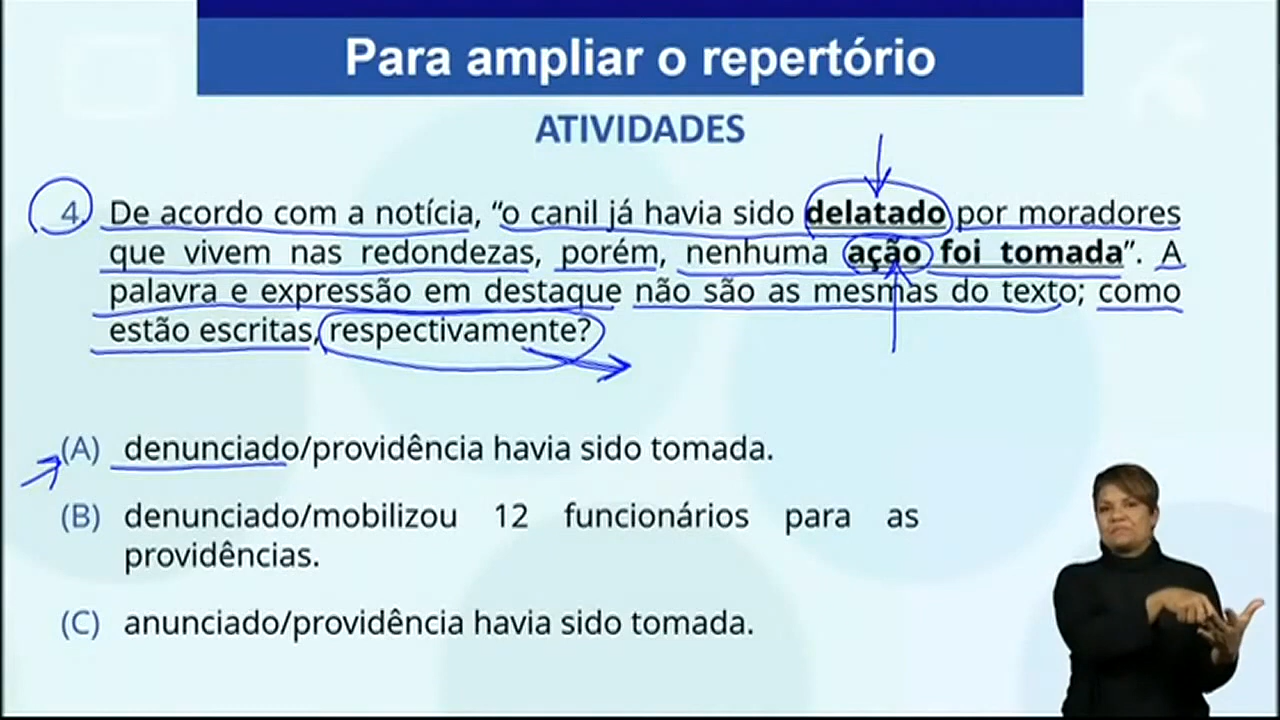 Para ampliar o repertório
ATIVIDADES
4. De acordo com a notícia, “o canil já havia sido delatado por moradores
que vivem nas redondezas, porém, nenhuma ação foi tomada”. A
palavra e expressão em destaque não são as mesmas do texto; como
estão escritas, respectivamente?
(A) denunciado/providência havia sido tomada.
(B) denunciado/mobilizou 12 funcionários para as
providências.
(C) anunciado/providência havia sido tomada.